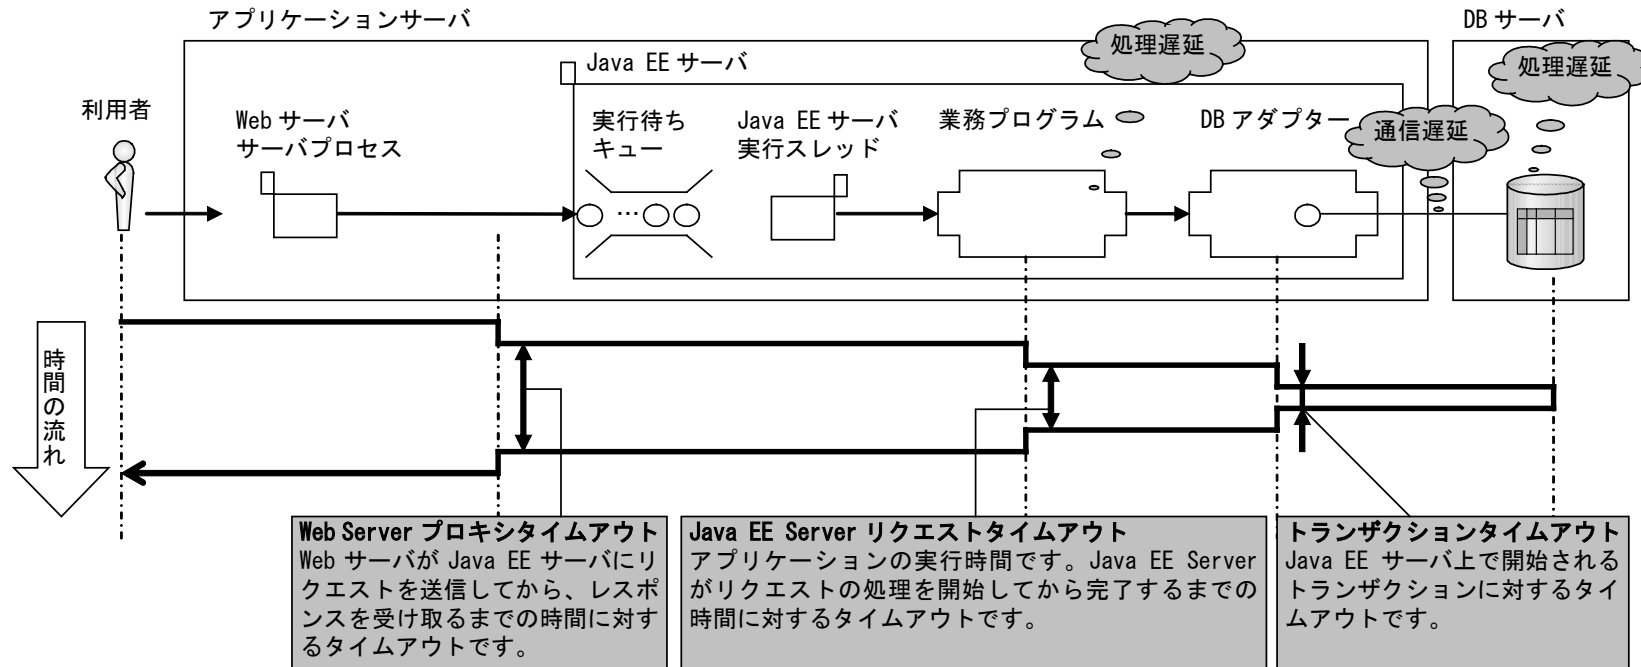 アプリケーションサーバ
DB サーバ
処理遅延
Java EE サーバ
処理遅延
利用者
Web サーバ
サーバプロセス
実行待ち
キュー
Java EE サーバ
実行スレッド
業務プログラム
DB アダプター
通信遅延
…
時間の流れ
Web Server プロキシタイムアウト
Web サーバが Java EE サーバにリ
クエストを送信してから、レスポ
ンスを受け取るまでの時間に対す
るタイムアウトです。
Java EE Server リクエストタイムアウト
アプリケーションの実行時間です。Java EE Server
がリクエストの処理を開始してから完了するまでの
時間に対するタイムアウトです。
トランザクションタイムアウト
Java EE サーバ上で開始される
トランザクションに対するタイ
ムアウトです。